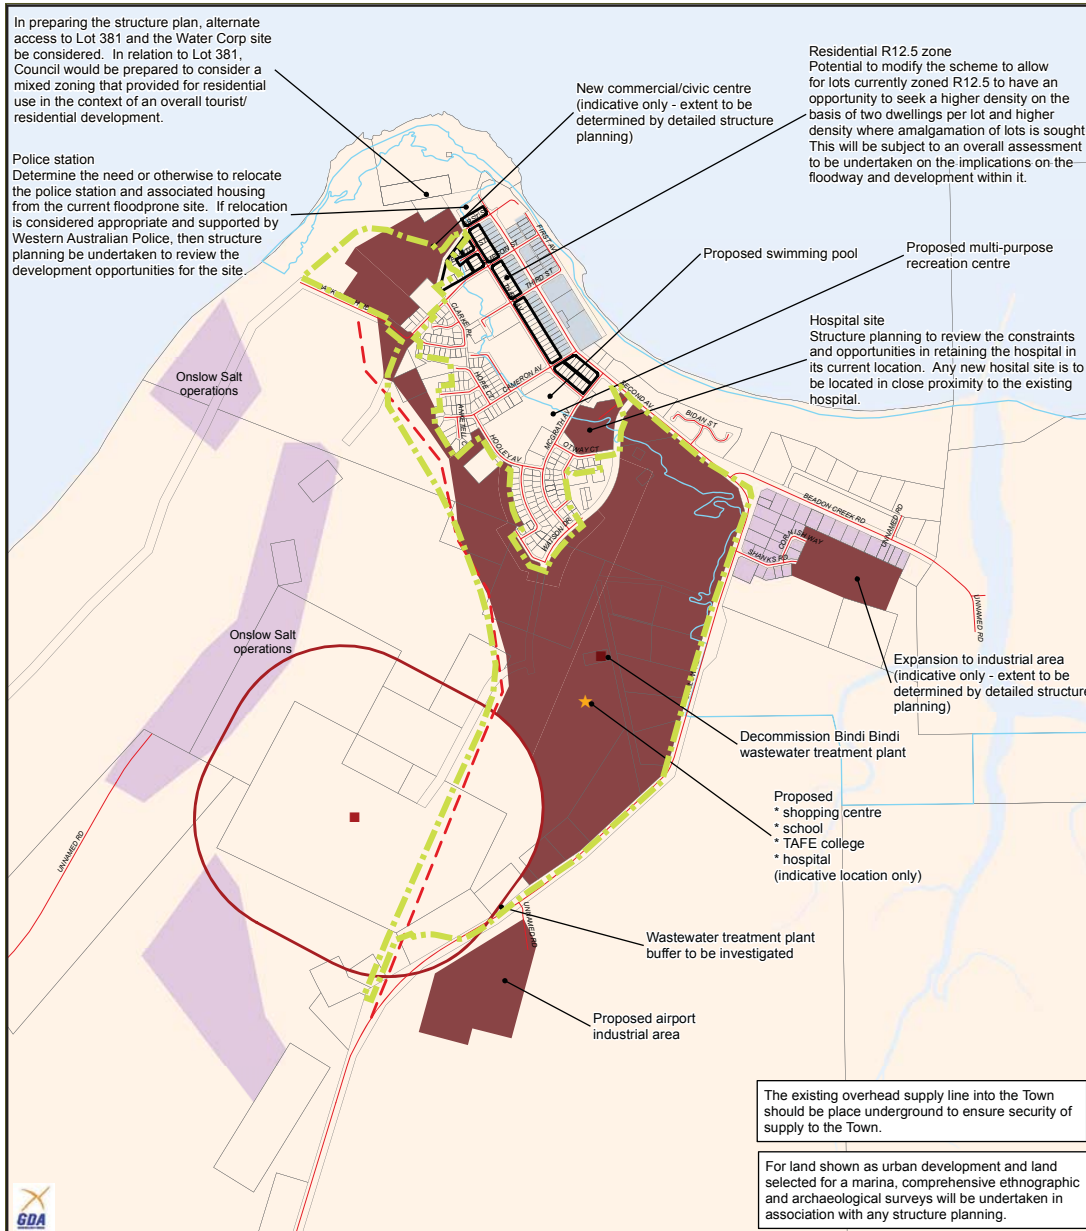 In preparing the structure plan, alternate
access to Lot 381 and the Water Corp site
be considered.  In relation to Lot 381,
Council would be prepared to consider a
mixed zoning that provided for residential
use in the context of an overall tourist/
residential development.
Police station
Determine the need or otherwise to relocate
the police station and associated housing
from the current floodprone site.  If relocation
is considered appropriate and supported by
Western Australian Police, then structure
planning be undertaken to review the
development opportunities for the site.
New commercial/civic centre
(indicative only - extent to be
determined by detailed structure
planning)
Residential R12.5 zone
Potential to modify the scheme to allow
for lots currently zoned R12.5 to have an
opportunity to seek a higher density on the
basis of two dwellings per lot and higher
density where amalgamation of lots is sought
This will be subject to an overall assessment
to be undertaken on the implications on the
floodway and development within it.
Proposed swimming pool
Proposed multi-purpose
recreation centre
Hospital site
Structure planning to review the constraints
and opportunities in retaining the hospital in
its current location.  Any new hosital site is to
be located in close proximity to the existing
hospital.
FIRST AV
THIRD ST
CLARKE PL
HOPE CT
CAMERON AV
SECOND AV
BIDAN ST
MCGRATH AV
OTWAY CT
HOOLEY AV
WATSON DR
BEADON CREEK RD
UNNAMED RD
SHANKS RD
UNNAMED RD
Onslow Salt
operations
Onslow Salt
operations
Expansion to industrial area
(indicative only - extent to be
determined by detailed structure
planning)
Decommission Bindi Bindi
wastewater treatment plant
Proposed
* shopping centre
* school
* TAFE college
* hospital
(indicative location only)
UNNAMED RD
UNNAMED RD
Wastewater treatment plant
buffer to be investigated
Proposed airport
industrial area
The existing overhead supply line into the Town
should be place underground to ensure security of
supply to the Town.
For land shown as urban development and land
selected for a marina, comprehensive ethnographic
and archaeological surveys will be undertaken in
association with any structure planning.
GDA